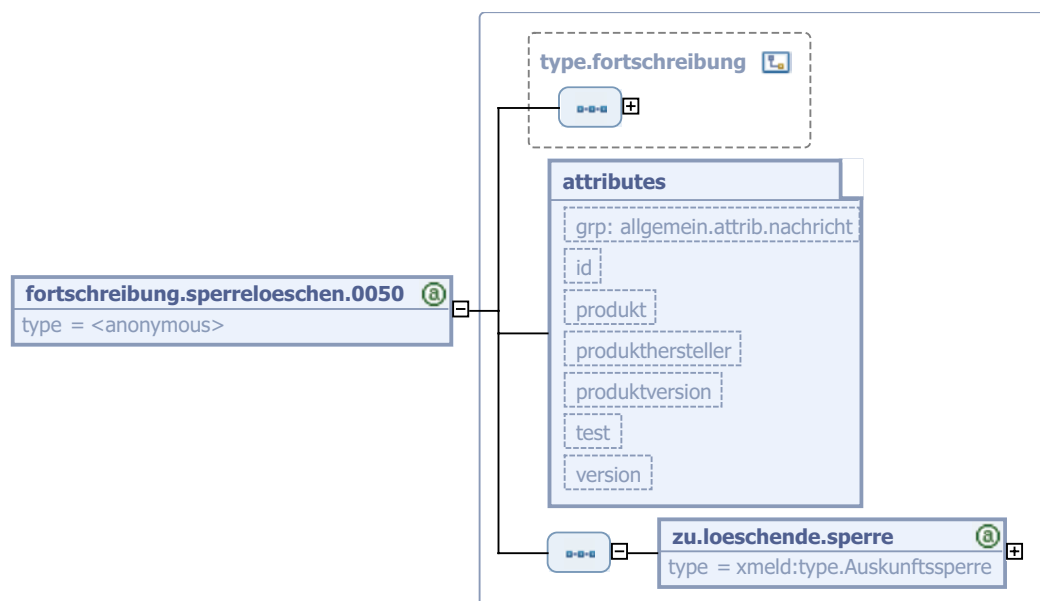 type.fortschreibung
attributes
grp: allgemein.attrib.nachricht
id
produkt
produkthersteller
produktversion
test
version
fortschreibung.sperreloeschen.0050
type = <anonymous>
zu.loeschende.sperre
type = xmeld:type.Auskunftssperre